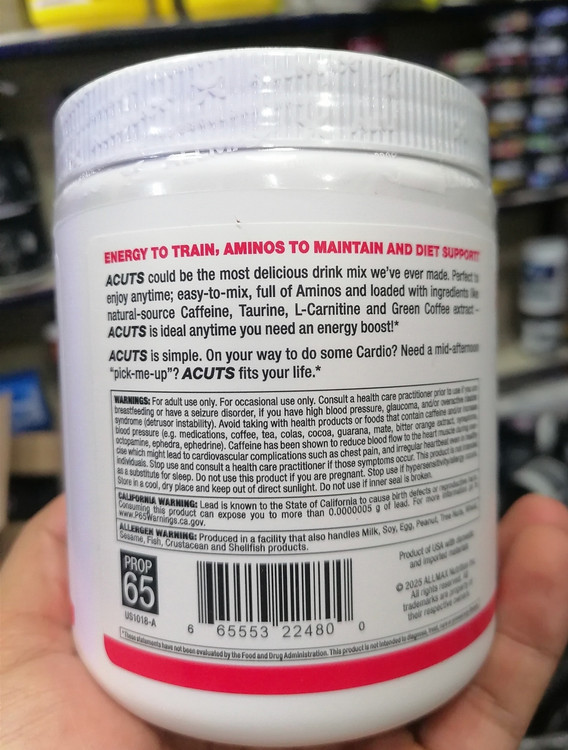 ENERGY TO TRAIN, AMINOS TO MAINTAIN AND DIET SUPPORT!
ACUTS could be the most delicious drink mix we've ever made. Perfect to
enjoy anytime; easy-to-mix, full of Aminos and loaded with ingredients like
natural-source Caffeine, Taurine, L-Carnitine and Green Coffee extract –
ACUTS is ideal anytime you need an energy boost!*
ACUTS is simple. On your way to do some Cardio? Need a mid-afternoon
"pick-me-up"? ACUTS fits your life.*
WARNINGS: For adult use only. For occasional use only. Consult a health care practitioner prior to use if you are
breastfeeding or have a seizure disorder, if you have high blood pressure, glaucoma, and/or overactive bladder
syndrome (detrusor instability). Avoid taking with health products or foods that contain caffeine and/or increase
blood pressure (e.g. medications, coffee, tea, colas, cocoa, guarana, mate, bitter orange extract, synephrine,
octopamine, ephedra, ephedrine). Caffeine has been shown to reduce blood flow to the heart muscle during
cise which might lead to cardiovascular complications such as chest pain, and irregular heartbeat even in healthy
individuals. Stop use and consult a health care practitioner if those symptoms occur. This product is not
as a substitute for sleep. Do not use this product if you are pregnant. Stop use if hypersensitivity/allergy occurs.
Store in a cool, dry place and keep out of direct sunlight. Do not use if inner seal is broken.
CALIFORNIA WARNING: Lead is known to the State of California to cause birth defects or reproductive
Consuming this product can expose you to more than 0.0000005 g of lead. For more information
www.P65Warnings.ca.gov.
ALLERGEN WARNING: Produced in a facility that also handles Milk, Soy, Egg, Peanut, Tree Nuts, Wheat,
Sesame, Fish, Crustacean and Shellfish products.
PROP
65
US1018-A
6 65553 22480 0
Product of USA with domestic
and imported materials
© 2025 ALLMAX Nutrition Inc.
All rights reserved. All
trademarks are property of
their respective owners.
*These statements have not been evaluated by the Food and Drug Administration. This product is not intended to diagnose, treat,